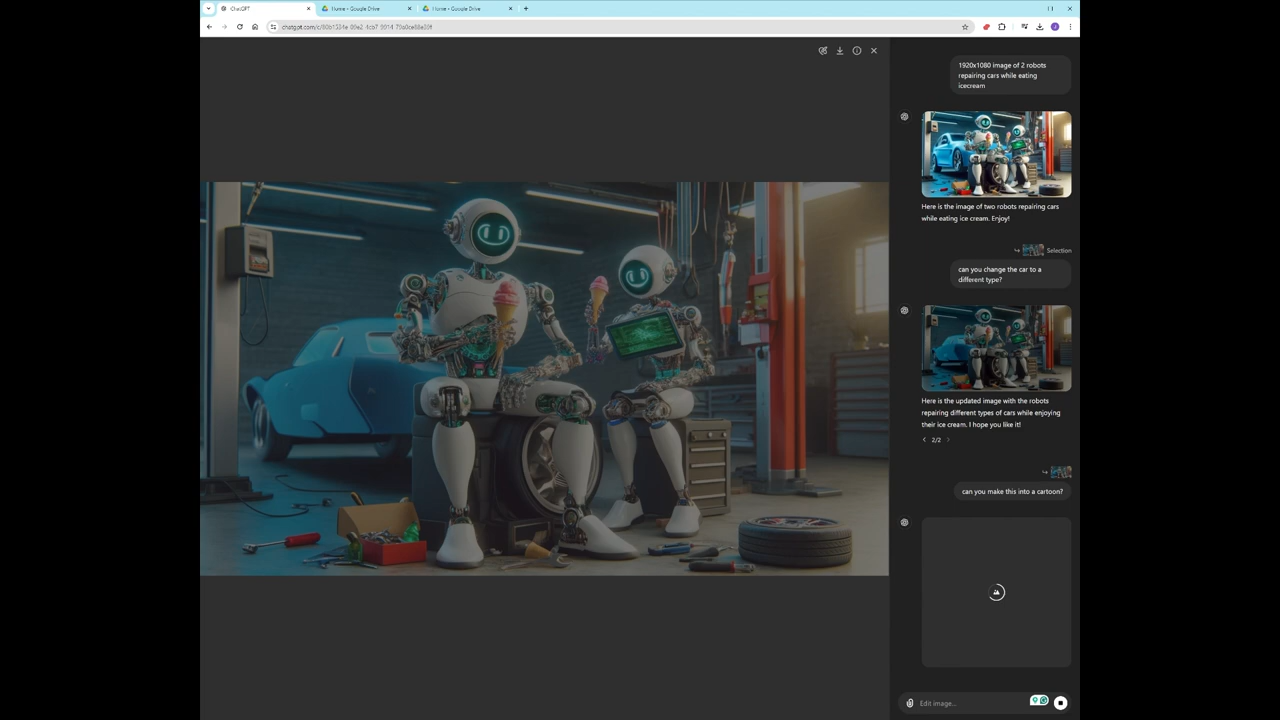 ChatGPT
Home - Google Drive
Home - Google Drive
1920x1080 image of 2 robots
repairing cars while eating
icecream
Here is the image of two robots repairing cars
while eating ice cream. Enjoy!
Selection
can you change the car to a
different type?
Here is the updated image with the robots
repairing different types of cars while enjoying
their ice cream. I hope you like it!
2/2
can you make this into a cartoon?
Edit image...